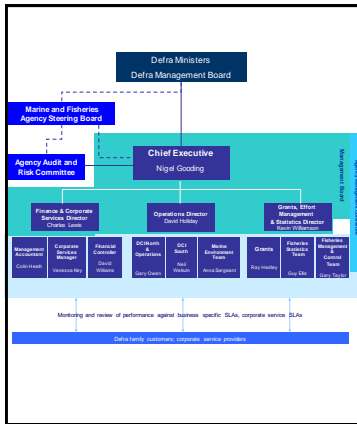 Defra Ministers
Defra Management Board
Marine and Fisheries
Agency Steering Board
Agency Audit and
Risk Committee
Chief Executive
Nigel Gooding
Management Board
Finance & Corporate
Services Director
Charles Lewis
Operations Director
David Holliday
Grants, Effort
Management
& Statistics Director
Kevin Williamson
Management
Accountant
Colin Heath
Corporate
Services
Manager
Vanessa Key
Financial
Controller
David
Williams
DCI North
&
Operations
Gary Owen
DCI
South
Neil
Wellum
Marine
Environment
Team
Anna Sargeant
Grants
Ray Hedley
Fisheries
Statistics
Team
Guy Ellis
Fisheries
Management
&
Control
Team
Gary Taylor
Monitoring and review of performance against business specific SLAs, corporate service SLAs
Defra family customers; corporate service providers